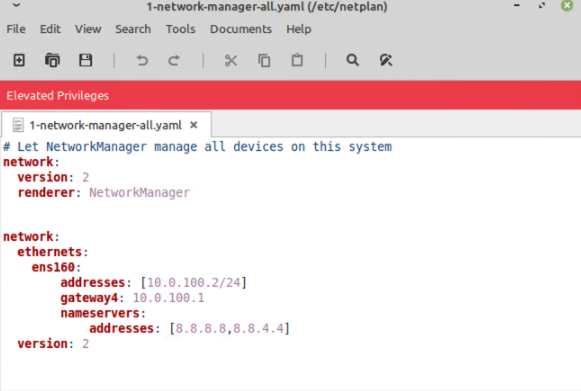 1-network-manager-all.yaml (/etc/netplan)
File Edit View Search Tools Documents Help
Elevated Privileges
1-network-manager-all.yaml
# Let NetworkManager manage all devices on this system
network:
  version: 2
  renderer: NetworkManager
network:
  ethernets:
    ens160:
        addresses: [10.0.100.2/24]
        gateway4: 10.0.100.1
        nameservers:
            addresses: [8.8.8.8,8.8.4.4]
  version: 2